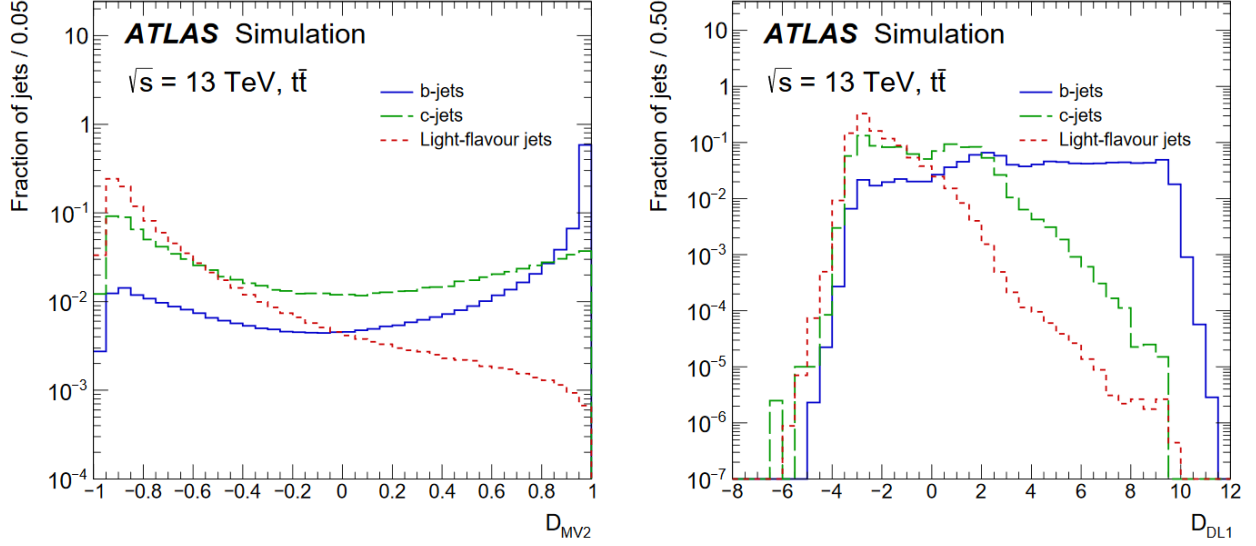 Fraction of jets / 0.05
ATLAS Simulation
√s = 13 TeV, tt̄
b-jets
c-jets
Light-flavour jets
10
1
10⁻¹
10⁻²
10⁻³
10⁻⁴
−1 −0.8 −0.6 −0.4 −0.2 0 0.2 0.4 0.6 0.8 1
D_MV2
Fraction of jets / 0.50
ATLAS Simulation
√s = 13 TeV, tt̄
b-jets
c-jets
Light-flavour jets
10
1
10⁻¹
10⁻²
10⁻³
10⁻⁴
10⁻⁵
10⁻⁶
10⁻⁷
−8 −6 −4 −2 0 2 4 6 8 10 12
D_DL1